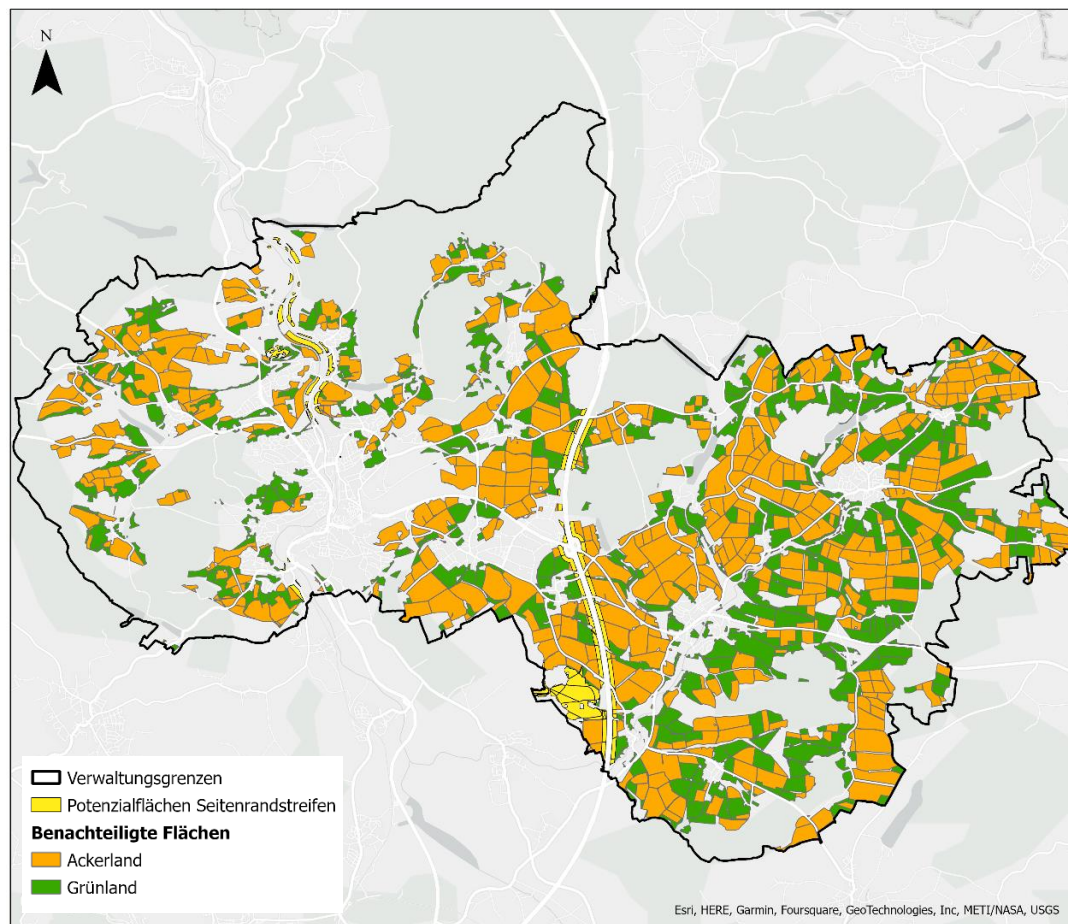 N
Verwaltungsgrenzen
Potenzialflächen Seitenrandstreifen
Benachteiligte Flächen
Ackerland
Grünland
Esri, HERE, Garmin, Foursquare, GeoTechnologies, Inc, METI/NASA, USGS